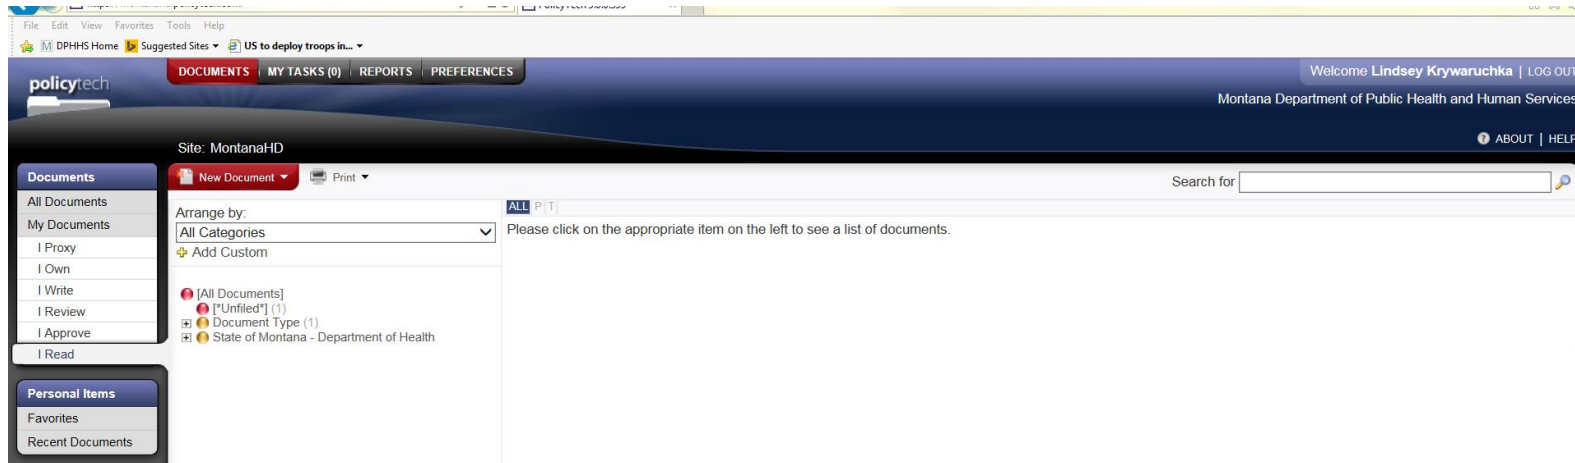 File Edit View Favorites Tools Help
DPHHS Home Suggested Sites US to deploy troops in...
policytech
DOCUMENTS MY TASKS (0) REPORTS PREFERENCES
Welcome Lindsey Krywaruchka | LOG OUT
Montana Department of Public Health and Human Services
ABOUT | HELP
Site: MontanaHD
Documents
All Documents
My Documents
I Proxy
I Own
I Write
I Review
I Approve
I Read
Personal Items
Favorites
Recent Documents
New Document Print
Search for
Arrange by:
All Categories
Add Custom
[All Documents]
[*Unfiled*] (1)
Document Type (1)
State of Montana - Department of Health
ALL P T
Please click on the appropriate item on the left to see a list of documents.